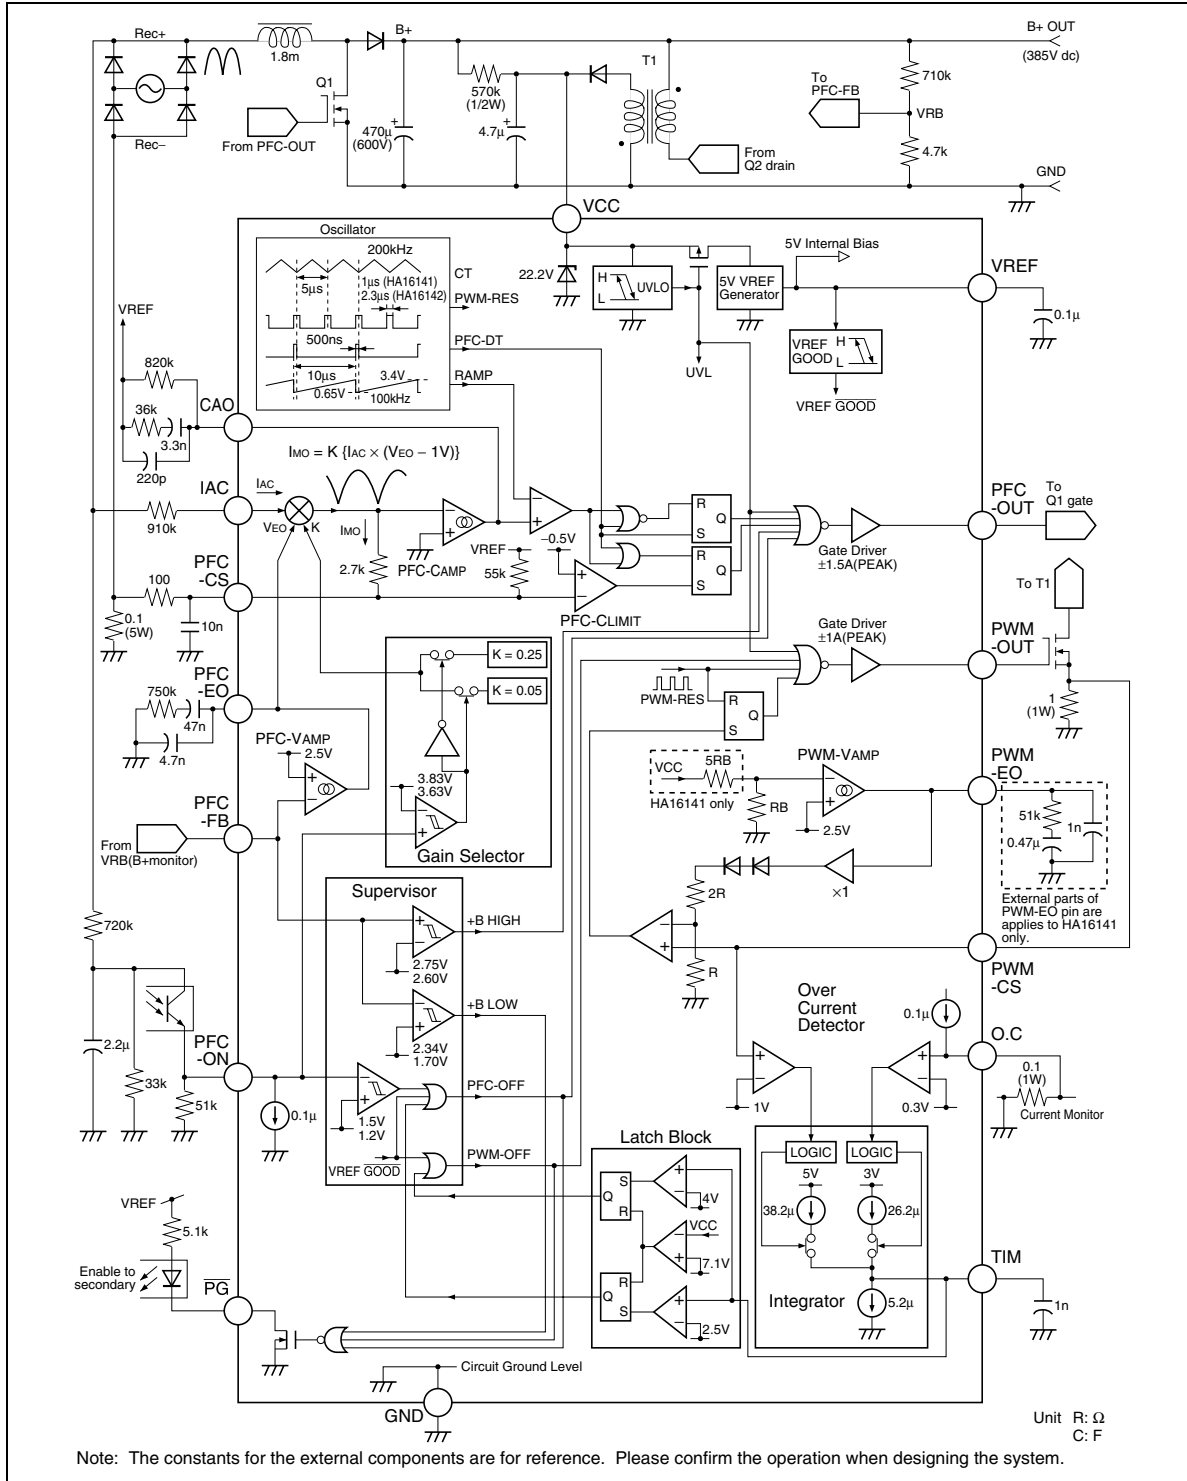 Rec+
1.8m
B+
B+ OUT
(385V dc)
T1
Q1
570k
(1/2W)
To
PFC-FB
710k
VRB
From PFC-OUT
Rec−
470µ
(600V)
4.7µ
From
Q2 drain
4.7k
GND
VCC
Oscillator
200kHz
CT
5µs
1µs (HA16141)
2.3µs (HA16142)
PWM-RES
500ns
PFC-DT
10µs
3.4V
RAMP
0.65V
100kHz
22.2V
H
L
UVLO
5V VREF
Generator
5V Internal Bias
VREF
0.1µ
VREF
GOOD
H
L
UVL
VREF GOOD
VREF
820k
36k
3.3n
220p
CAO
IMO = K {IAC × (VEO − 1V)}
IAC
IAC
910k
VEO
K
IMO
2.7k
PFC-CAMP
VREF
55k
−0.5V
PFC-CLIMIT
R
Q
S
R
Q
S
Gate Driver
±1.5A(PEAK)
PFC
-OUT
To
Q1 gate
PFC
-CS
100
0.1
(5W)
10n
To T1
Gate Driver
±1A(PEAK)
PWM
-OUT
1
(1W)
K = 0.25
K = 0.05
PWM-RES
R
Q
S
PFC
-EO
750k
47n
4.7n
PFC-VAMP
2.5V
3.83V
3.63V
Gain Selector
VCC
5RB
HA16141 only
RB
PWM-VAMP
2.5V
PWM
-EO
51k
1n
0.47µ
External parts of
PWM-EO pin are
applies to HA16141
only.
PFC
-FB
From
VRB(B+monitor)
×1
2R
R
PWM
-CS
Supervisor
+B HIGH
2.75V
2.60V
+B LOW
2.34V
1.70V
720k
2.2µ
33k
51k
PFC
-ON
0.1µ
1.5V
1.2V
PFC-OFF
VREF GOOD
PWM-OFF
Over
Current
Detector
0.1µ
O.C
1V
0.3V
0.1
(1W)
Current Monitor
Latch Block
S
Q
R
4V
VCC
7.1V
R
Q
S
2.5V
LOGIC
LOGIC
5V
3V
38.2µ
26.2µ
Integrator
5.2µ
TIM
1n
VREF
5.1k
Enable to
secondary
PG
Circuit Ground Level
GND
Unit R: Ω
C: F
Note: The constants for the external components are for reference. Please confirm the operation when designing the system.